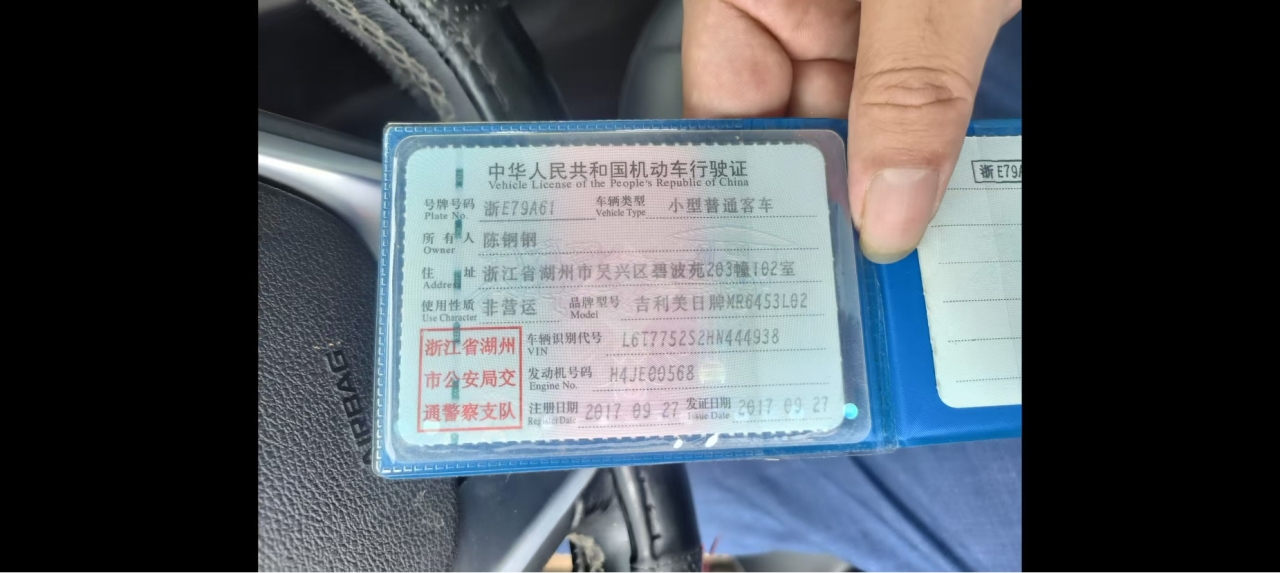 中华人民共和国机动车行驶证
Vehicle License of the People's Republic of China
号牌号码 浙E79A61 车辆类型 小型普通客车
Plate No. Vehicle Type
所有人 陈钢钢
Owner
住址 浙江省湖州市吴兴区碧波苑203幢102室
Address
使用性质 非营运 品牌型号 吉利美日牌MR6453L02
Use Character Model
浙江省湖州
市公安局交
通警察支队
车辆识别代号 L6T7752S2HN444938
VIN
发动机号码 H4JE00568
Engine No.
注册日期 2017 09 27 发证日期 2017 09 27
Register Date Issue Date
浙E79A
AIRBAG